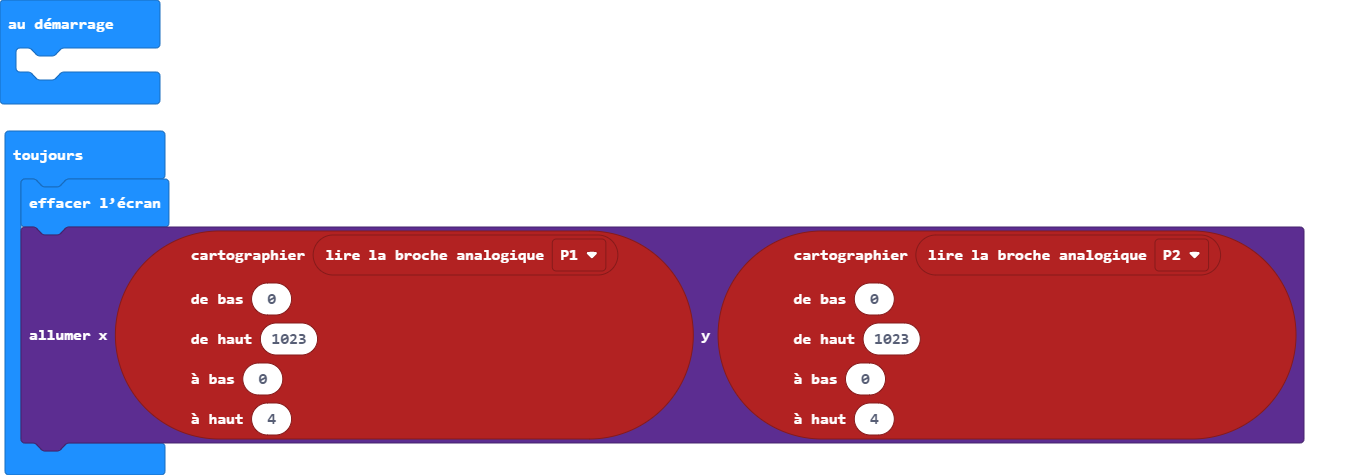 au démarrage
toujours
effacer l'écran
allumer x
cartographier lire la broche analogique P1
de bas 0
de haut 1023
à bas 0
à haut 4
y
cartographier lire la broche analogique P2
de bas 0
de haut 1023
à bas 0
à haut 4